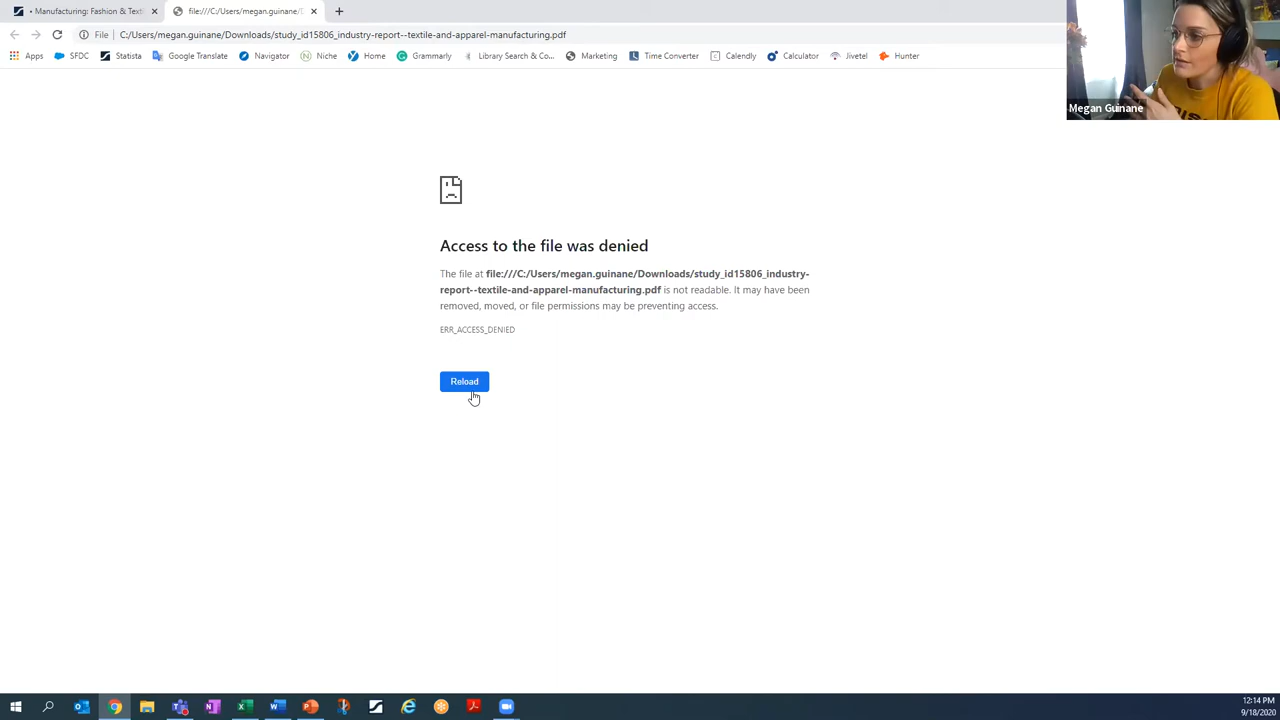 • Manufacturing: Fashion & Texti
file:///C:/Users/megan.guinane/D
File
C:/Users/megan.guinane/Downloads/study_id15806_industry-report--textile-and-apparel-manufacturing.pdf
Apps SFDC Statista Google Translate Navigator Niche Home Grammarly Library Search & Co... Marketing Time Converter Calendly Calculator Jivetel Hunter
Megan Guinane
Access to the file was denied
The file at file:///C:/Users/megan.guinane/Downloads/study_id15806_industry-
report--textile-and-apparel-manufacturing.pdf is not readable. It may have been
removed, moved, or file permissions may be preventing access.
ERR_ACCESS_DENIED
Reload
12:14 PM
9/18/2020